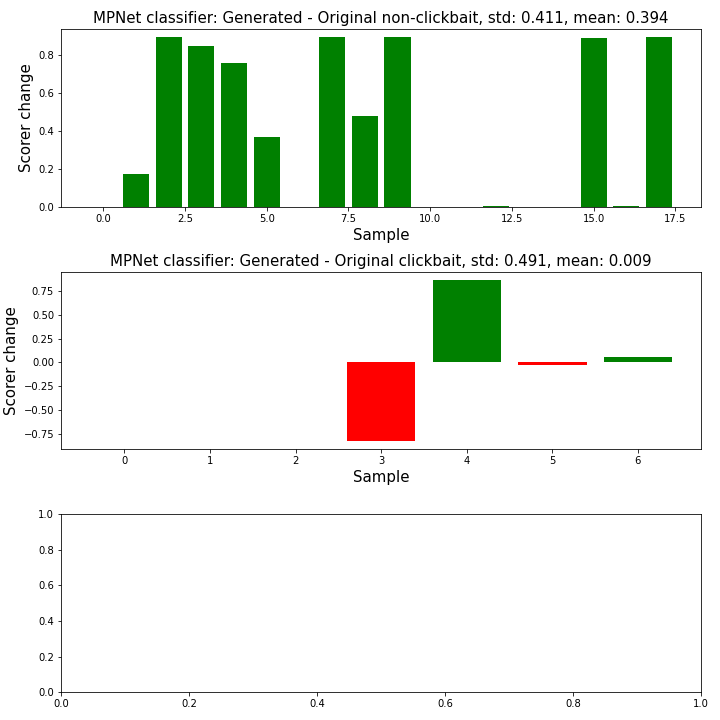 MPNet classifier: Generated - Original non-clickbait, std: 0.411, mean: 0.394
Scorer change
0.8
0.6
0.4
0.2
0.0
0.0 2.5 5.0 7.5 10.0 12.5 15.0 17.5
Sample
MPNet classifier: Generated - Original clickbait, std: 0.491, mean: 0.009
Scorer change
0.75
0.50
0.25
0.00
−0.25
−0.50
−0.75
0 1 2 3 4 5 6
Sample
1.0
0.8
0.6
0.4
0.2
0.0
0.0 0.2 0.4 0.6 0.8 1.0